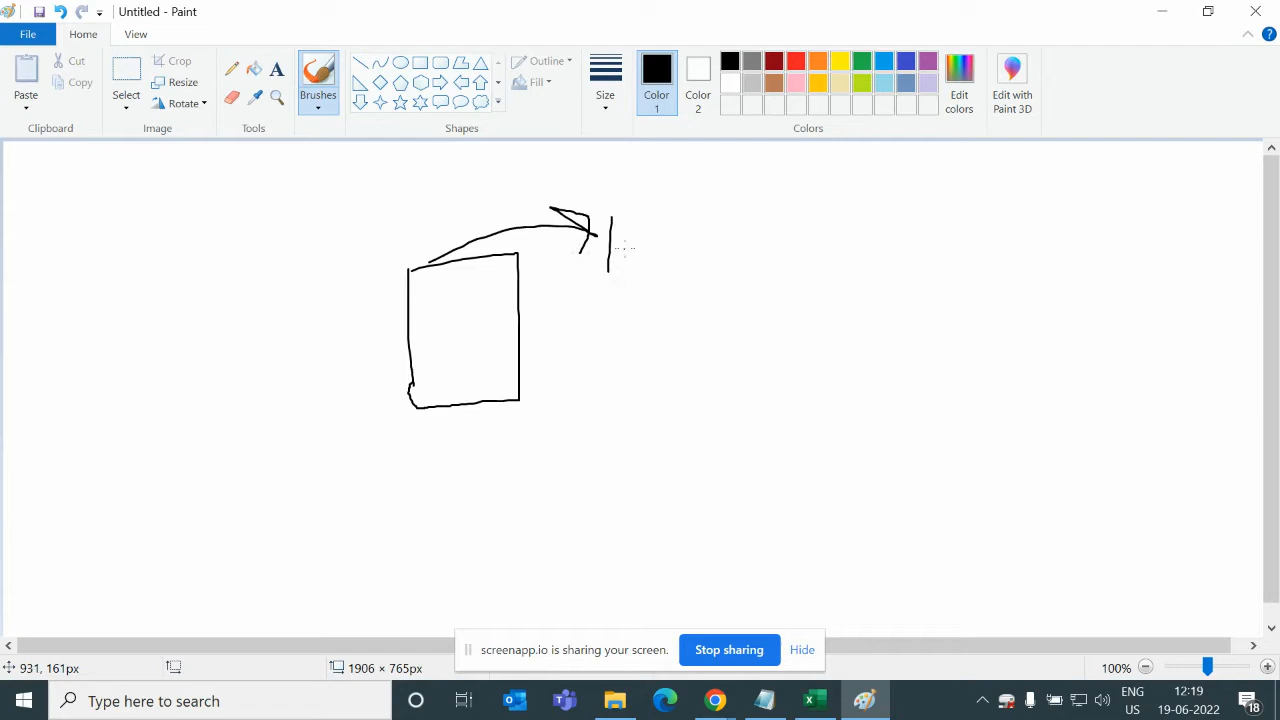 Untitled - Paint
File
Home
View
Paste
Cut
Copy
Clipboard
Select
Crop
Resize
Rotate
Image
A
Tools
Brushes
Outline
Fill
Shapes
Size
Color 1
Color 2
Edit colors
Colors
Edit with Paint 3D
screenapp.io is sharing your screen.
Stop sharing
Hide
931, 161px
1906 × 765px
100%
Type here to search
ENG
US
12:19
19-06-2022
18